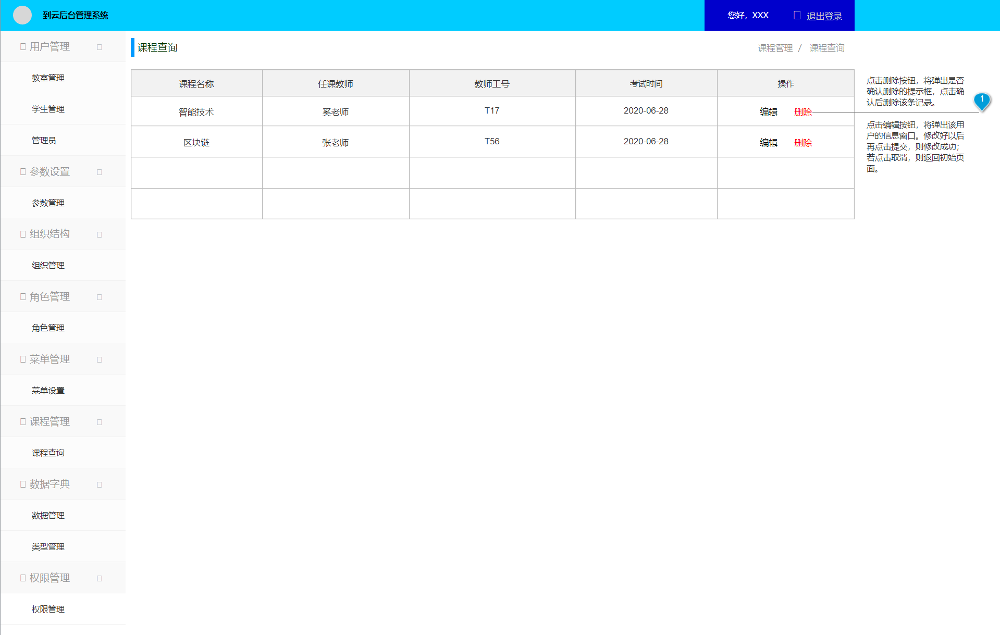 到云后台管理系统
您好，XXX
退出登录
用户管理
教室管理
学生管理
管理员
参数设置
参数管理
组织结构
组织管理
角色管理
角色管理
菜单管理
菜单设置
课程管理
课程查询
数据字典
数据管理
类型管理
权限管理
权限管理
课程查询
课程管理 / 课程查询
课程名称 任课教师 教师工号 考试时间 操作
智能技术 奚老师 T17 2020-06-28 编辑 删除
区块链 张老师 T56 2020-06-28 编辑 删除
点击删除按钮，将弹出是否
确认删除的提示框，点击确
认后删除该条记录。
1
点击编辑按钮，将弹出该用
户的信息窗口。修改好以后
再点击提交，则修改成功；
若点击取消，则返回初始页
面。